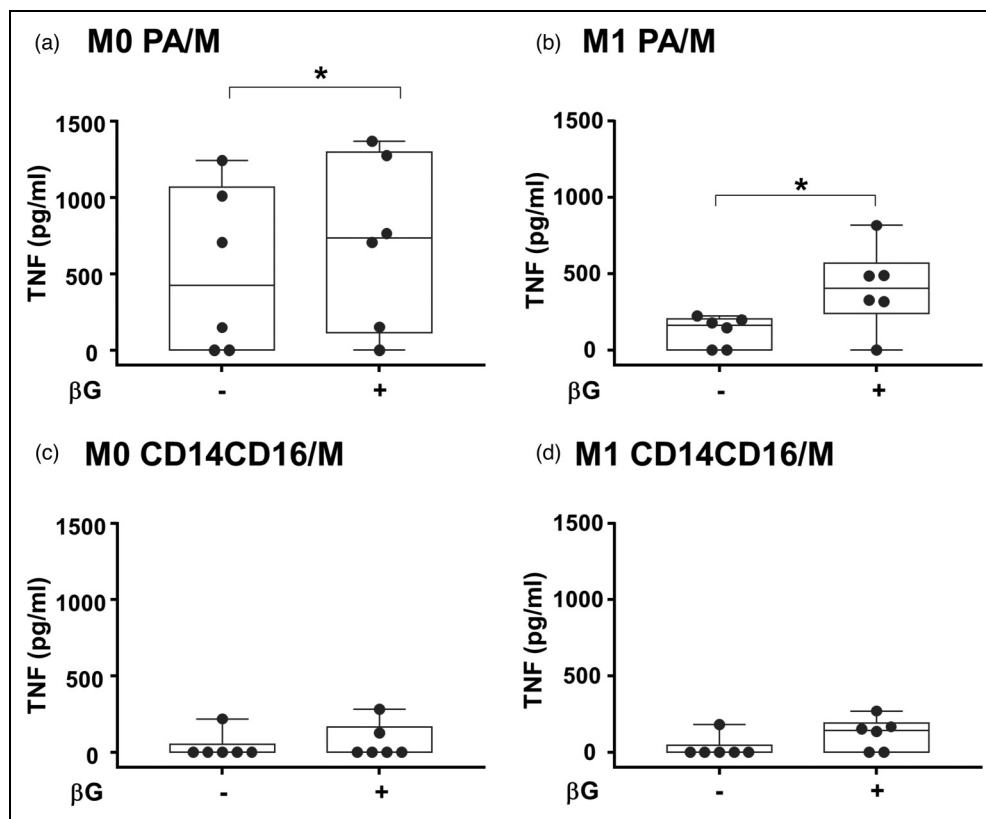 (a) M0 PA/M
*
1500
1000
500
0
TNF (pg/ml)
βG - +
(b) M1 PA/M
*
1500
1000
500
0
TNF (pg/ml)
βG - +
(c) M0 CD14CD16/M
1500
1000
500
0
TNF (pg/ml)
βG - +
(d) M1 CD14CD16/M
1500
1000
500
0
TNF (pg/ml)
βG - +